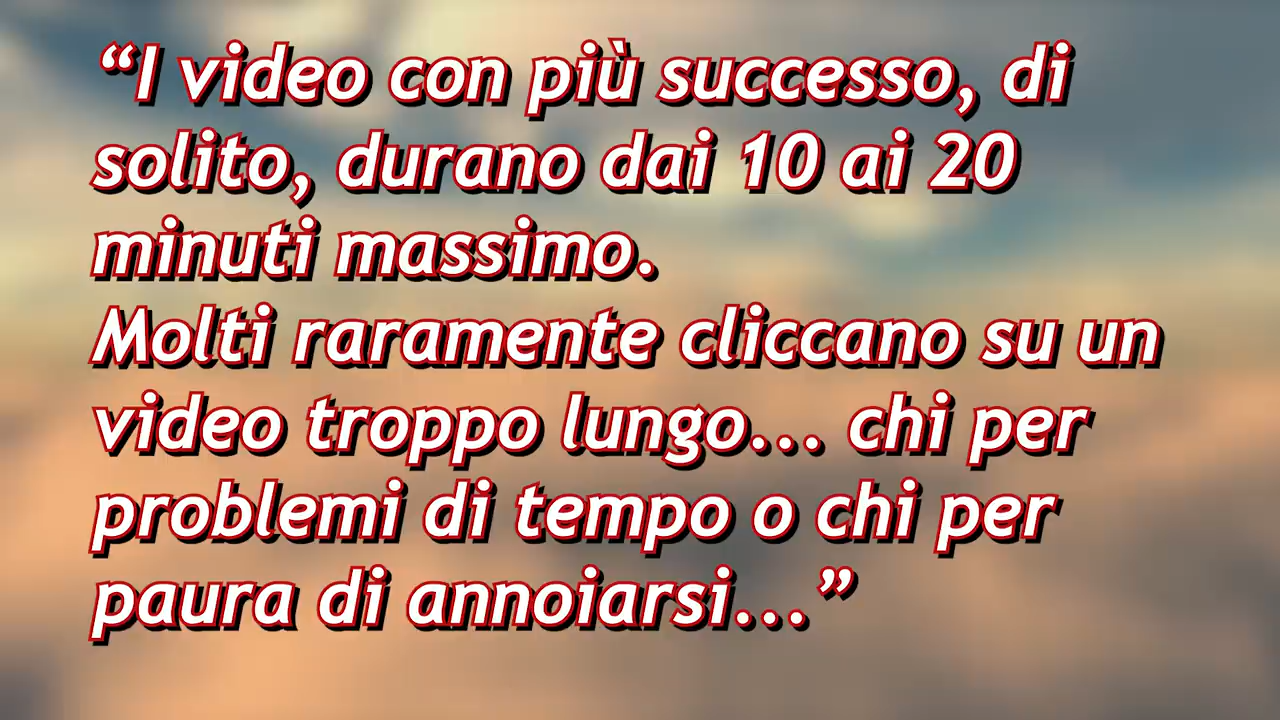 “I video con più successo, di
solito, durano dai 10 ai 20
minuti massimo.
Molti raramente cliccano su un
video troppo lungo... chi per
problemi di tempo o chi per
paura di annoiarsi...”